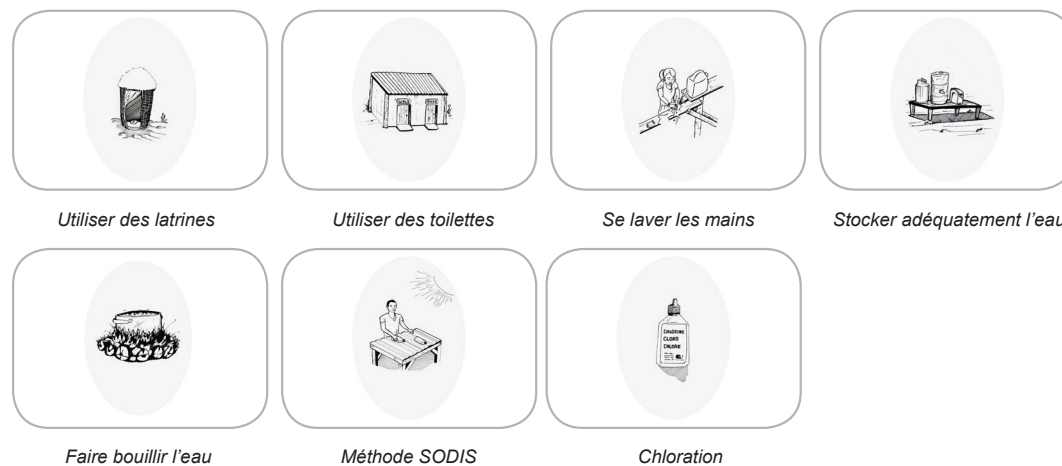 Utiliser des latrines
Utiliser des toilettes
Se laver les mains
Stocker adéquatement l'eau
CHLORINE
CLORO
CHLORE
Faire bouillir l'eau
Méthode SODIS
Chloration